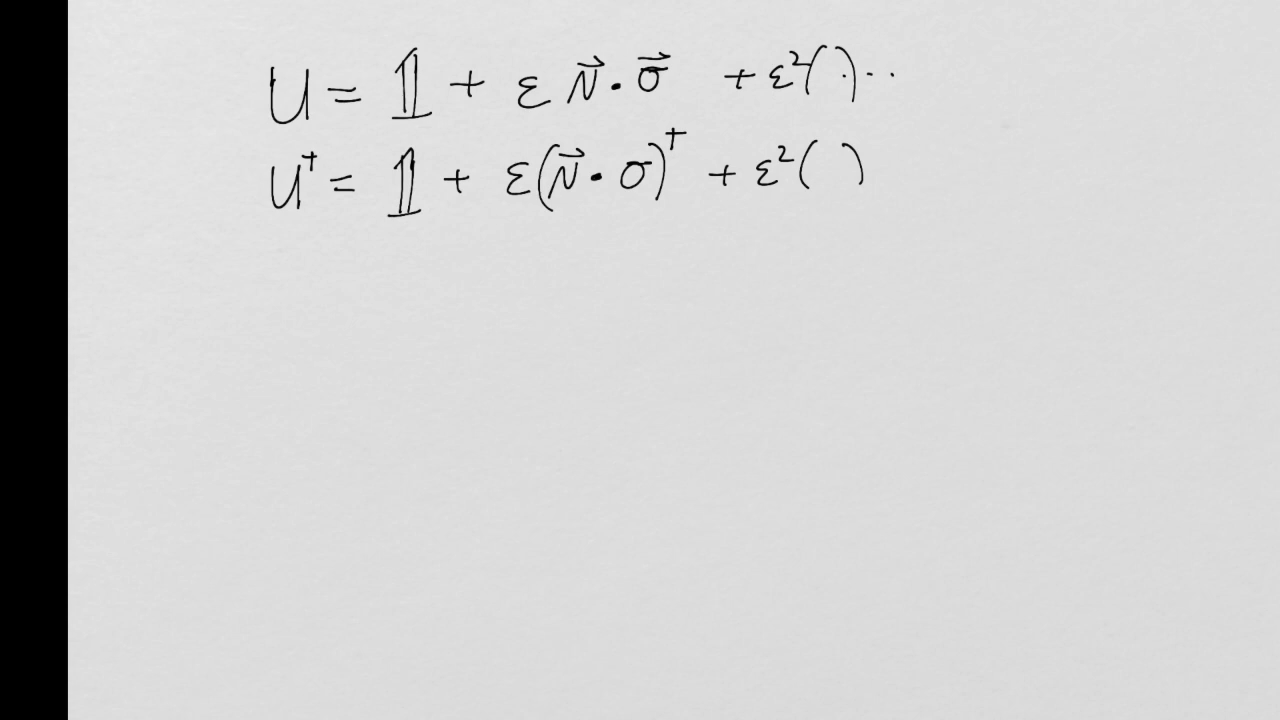 U = 𝟙 + ε N⃗ · σ⃗ + ε²( )...
U† = 𝟙 + ε(N⃗ · σ)† + ε²( )